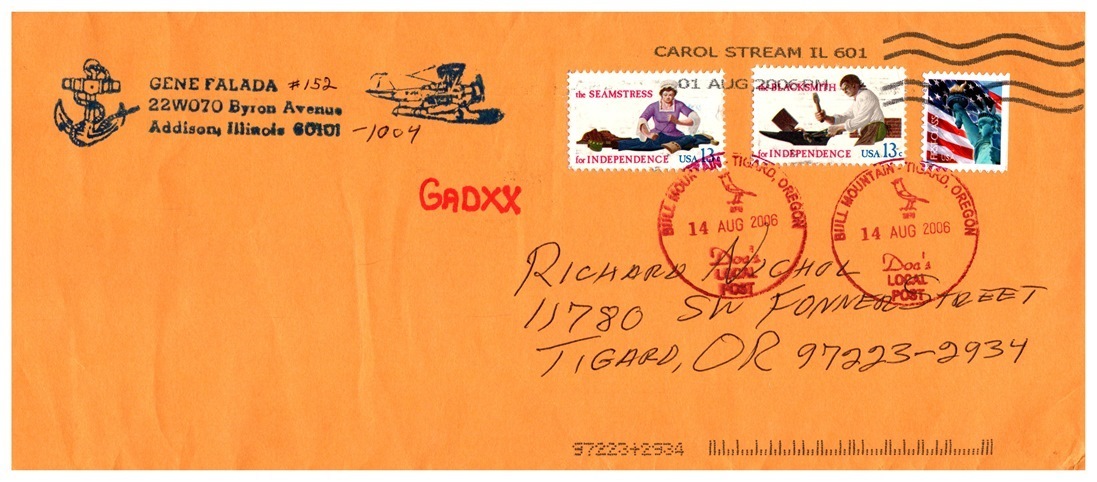 GENE FALADA #152
22W070 Byron Avenue
Addison, Illinois 60101 -1004
CAROL STREAM IL 601
01 AUG 2006 PM
the SEAMSTRESS
for INDEPENDENCE USA 13c
the BLACKSMITH
for INDEPENDENCE USA 13c
GADXX
BULL MOUNTAIN - TIGARD, OREGON
14 AUG 2006
Doc's
LOCAL
POST
BULL MOUNTAIN - TIGARD, OREGON
14 AUG 2006
Doc's
LOCAL
POST
RICHARD
11780 SW FONNER STREET
TIGARD, OR 97223-2934
97223+2934